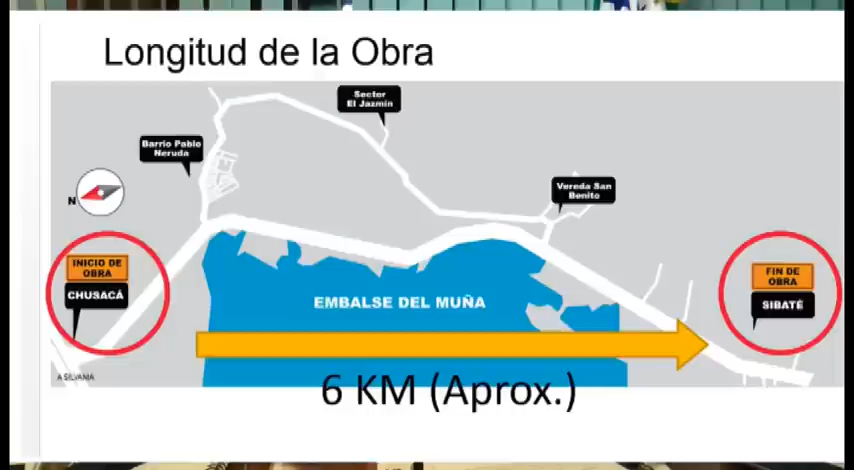 Longitud de la Obra
Sector
El Jazmín
Barrio Pablo
Neruda
Vereda San
Benito
N
INICIO DE
OBRA
CHUSACÁ
FIN DE
OBRA
SIBATÉ
EMBALSE DEL MUÑA
A SILVANIA
6 KM (Aprox.)